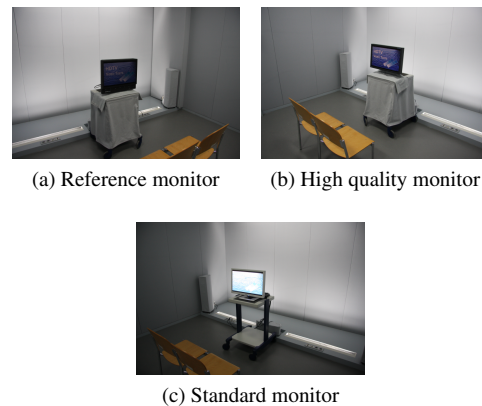 (a) Reference monitor
(b) High quality monitor
(c) Standard monitor